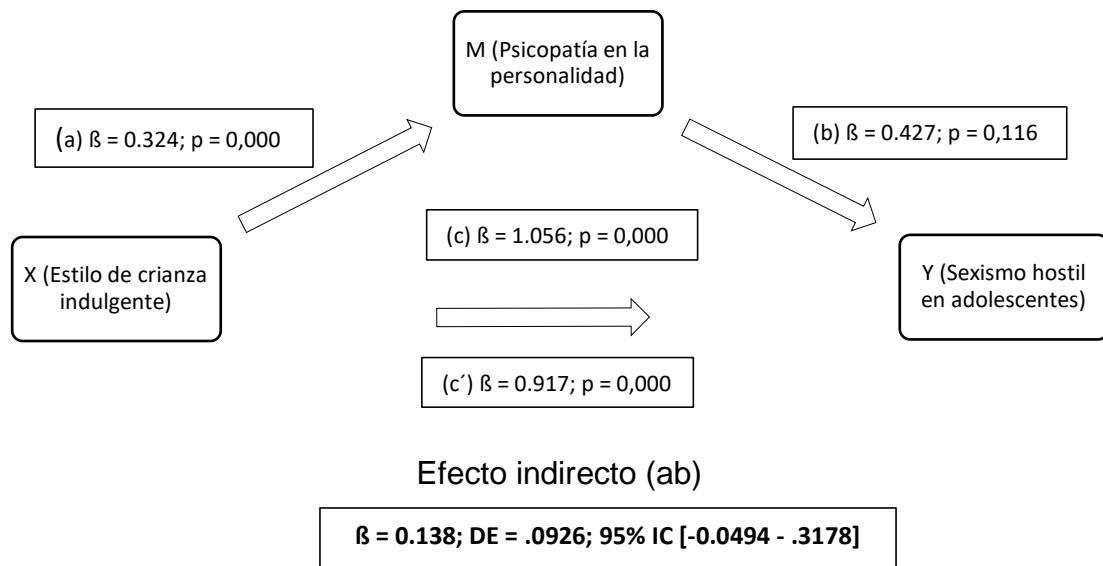 M (Psicopatía en la
personalidad)
(a) ß = 0.324; p = 0,000
(b) ß = 0.427; p = 0,116
(c) ß = 1.056; p = 0,000
X (Estilo de crianza
indulgente)
Y (Sexismo hostil
en adolescentes)
(c´) ß = 0.917; p = 0,000
Efecto indirecto (ab)
ß = 0.138; DE = .0926; 95% IC [-0.0494 - .3178]